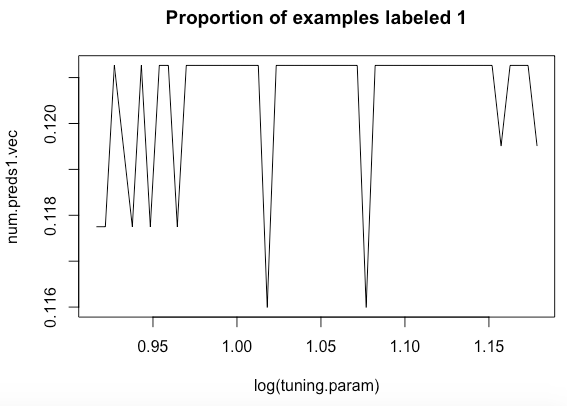 Proportion of examples labeled 1
num.preds1.vec
0.120
0.118
0.116
0.95
1.00
1.05
1.10
1.15
log(tuning.param)